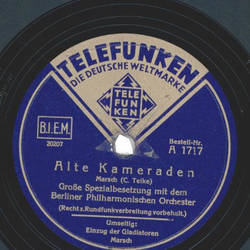 TELEFUNKEN
DIE DEUTSCHE WELTMARKE
TELE
FUN
KEN
B.I.E.M.
20207
Bestell-Nr.
A 1717
Alte Kameraden
Marsch (C. Teike)
Große Spezialbesetzung mit dem
Berliner Philharmonischen Orchester
(Recht z. Rundfunkverbreitung vorbehalt.)
Umseitig:
Einzug der Gladiatoren
Marsch